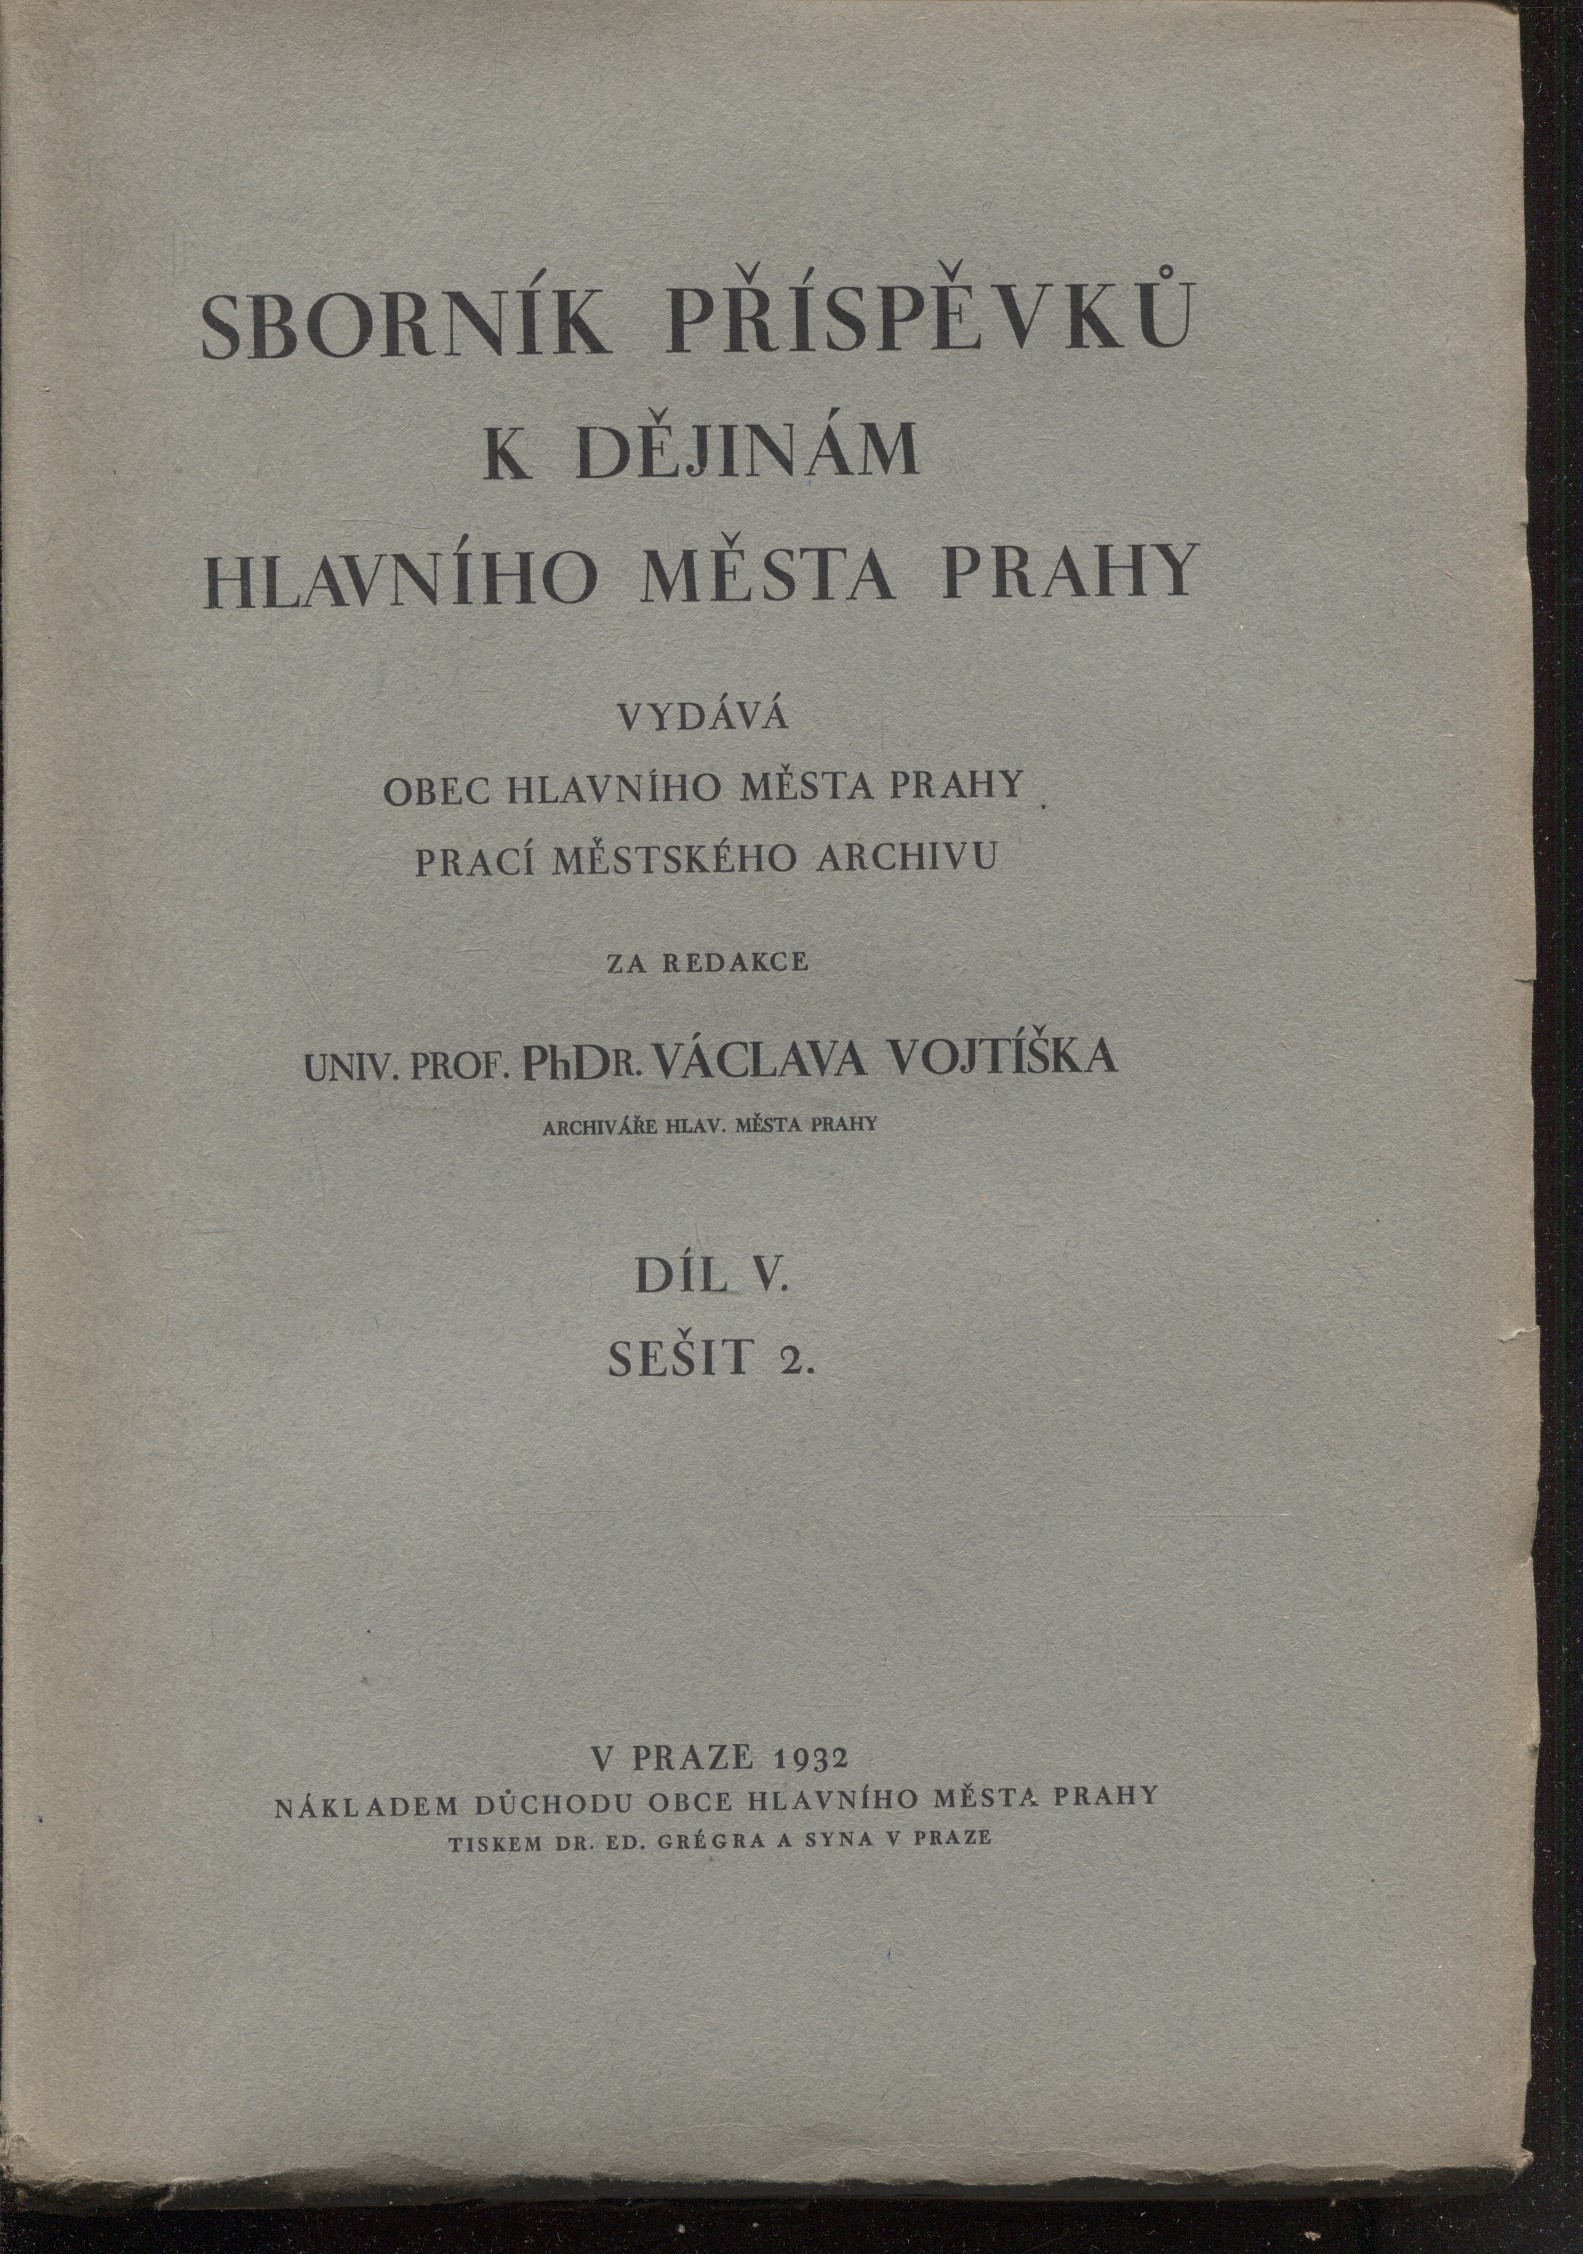 SBORNÍK PŘÍSPĚVKŮ
K DĚJINÁM
HLAVNÍHO MĚSTA PRAHY
VYDÁVÁ
OBEC HLAVNÍHO MĚSTA PRAHY
PRACÍ MĚSTSKÉHO ARCHIVU
ZA REDAKCE
UNIV. PROF. PhDR. VÁCLAVA VOJTÍŠKA
ARCHIVÁŘE HLAV. MĚSTA PRAHY
DÍL V.
SEŠIT 2.
V PRAZE 1932
NÁKLADEM DŮCHODU OBCE HLAVNÍHO MĚSTA PRAHY
TISKEM DR. ED. GRÉGRA A SYNA V PRAZE